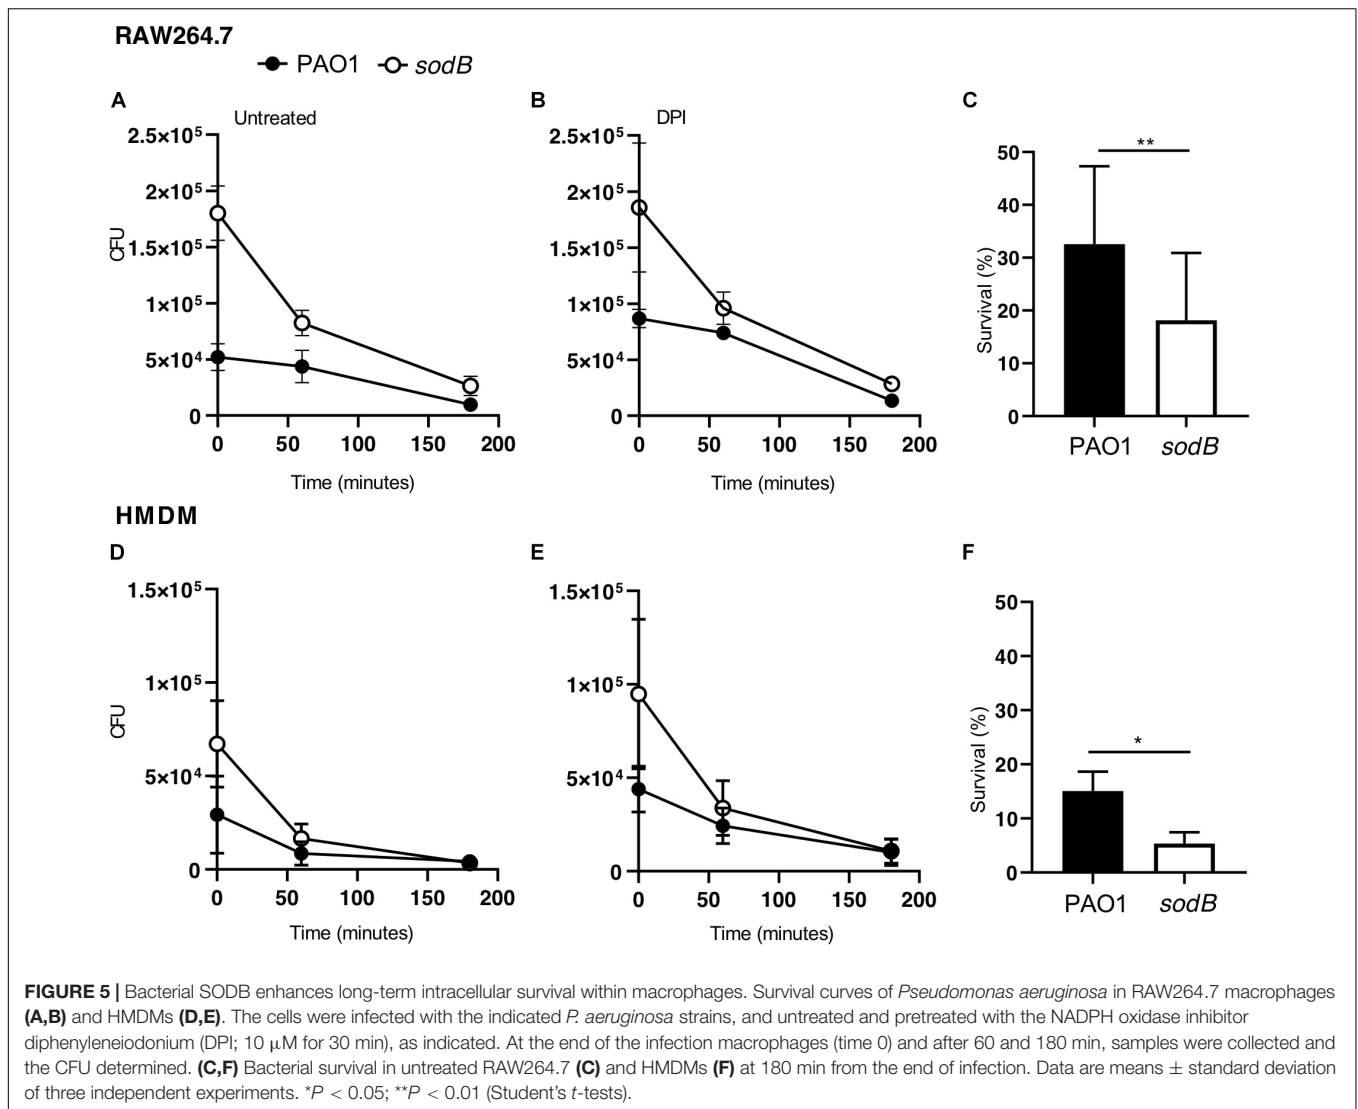 RAW264.7
PAO1 sodB
A
Untreated
2.5×10⁵
2×10⁵
1.5×10⁵
1×10⁵
5×10⁴
0
CFU
0 50 100 150 200
Time (minutes)
B
DPI
2.5×10⁵
2×10⁵
1.5×10⁵
1×10⁵
5×10⁴
0
0 50 100 150 200
Time (minutes)
C
**
50
40
30
20
10
0
Survival (%)
PAO1 sodB
HMDM
D
1.5×10⁵
1×10⁵
5×10⁴
0
CFU
0 50 100 150 200
Time (minutes)
E
1.5×10⁵
1×10⁵
5×10⁴
0
0 50 100 150 200
Time (minutes)
F
*
50
40
30
20
10
0
Survival (%)
PAO1 sodB
FIGURE 5 | Bacterial SODB enhances long-term intracellular survival within macrophages. Survival curves of Pseudomonas aeruginosa in RAW264.7 macrophages
(A,B) and HMDMs (D,E). The cells were infected with the indicated P. aeruginosa strains, and untreated and pretreated with the NADPH oxidase inhibitor
diphenyleneiodonium (DPI; 10 μM for 30 min), as indicated. At the end of the infection macrophages (time 0) and after 60 and 180 min, samples were collected and
the CFU determined. (C,F) Bacterial survival in untreated RAW264.7 (C) and HMDMs (F) at 180 min from the end of infection. Data are means ± standard deviation
of three independent experiments. *P < 0.05; **P < 0.01 (Student's t-tests).